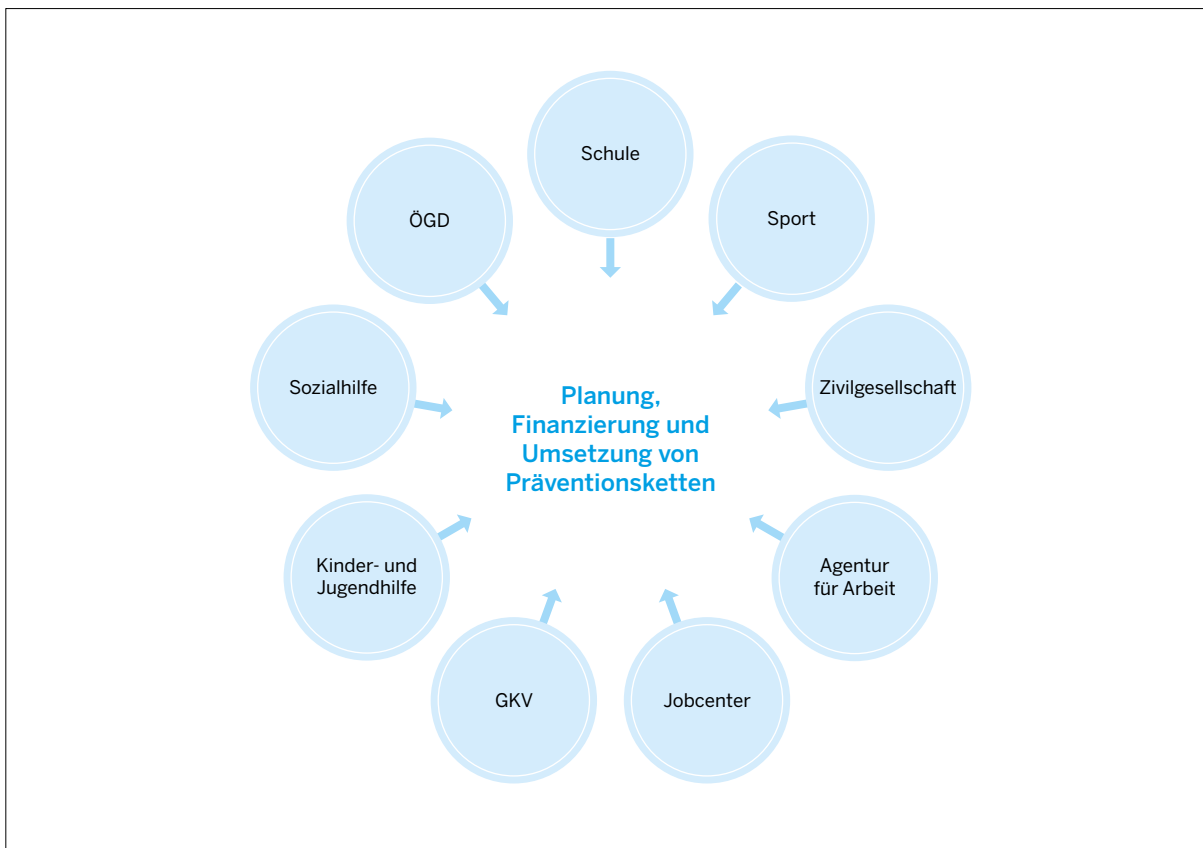 Schule
Sport
ÖGD
Zivilgesellschaft
Sozialhilfe
Planung,
Finanzierung und
Umsetzung von
Präventionsketten
Agentur
für Arbeit
Kinder- und
Jugendhilfe
Jobcenter
GKV